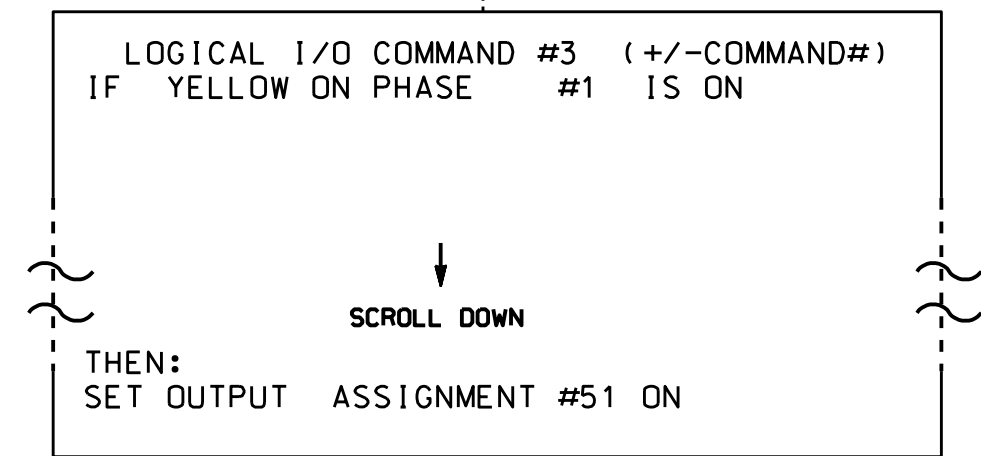 LOGICAL I/O COMMAND #3 (+/-COMMAND#)
IF YELLOW ON PHASE #1 IS ON
SCROLL DOWN
THEN:
SET OUTPUT ASSIGNMENT #51 ON